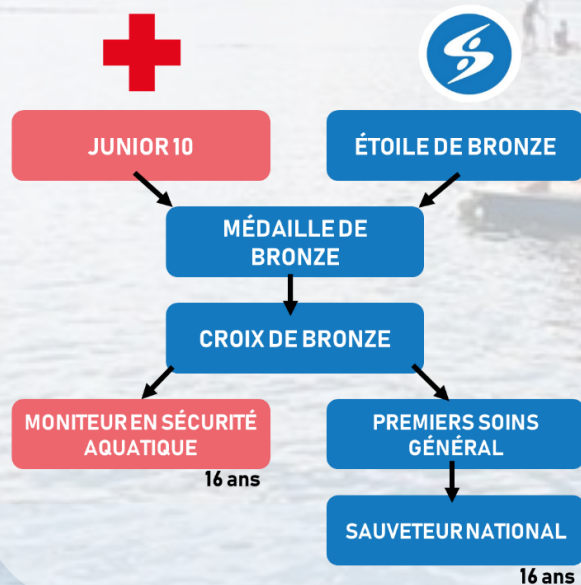 JUNIOR 10
ÉTOILE DE BRONZE
MÉDAILLE DE
BRONZE
CROIX DE BRONZE
MONITEUR EN SÉCURITÉ
AQUATIQUE
16 ans
PREMIERS SOINS
GÉNÉRAL
SAUVETEUR NATIONAL
16 ans